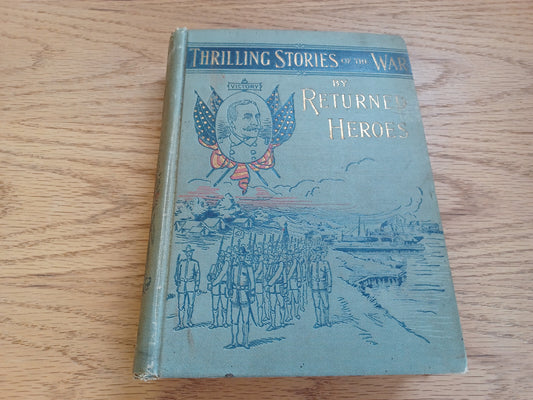 THRILLING STORIES OF THE WAR
BY
RETURNED
HEROES
VICTORY